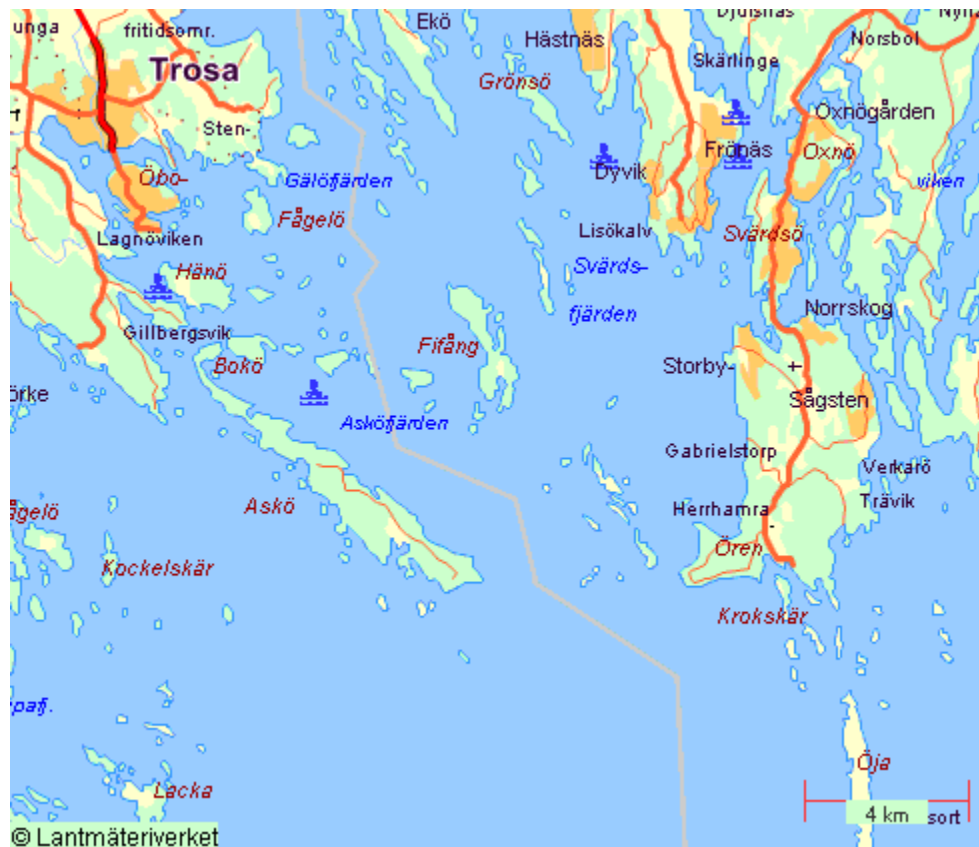 unga
fritidsomr.
Ekö
Hästnäs
Norsbol
Trosa
Grönsö
Skärlinge
Oxnögården
Sten-
Frönäs
Oxnö
Öbo-
Gälöfjärden
Dyvik
viken
Fågelö
Lagnöviken
Lisökalv
Svärdsö
Hänö
Svärds-
fjärden
Norrskog
Gillbergsvik
Bokö
Fifång
Storby-
Sågsten
Asköfjärden
Gabrielstorp
Verkarö
Askö
Herrhamra
Trävik
Ören
Kockelskär
Krokskär
Öja
Lacka
4 km
sort
© Lantmäteriverket